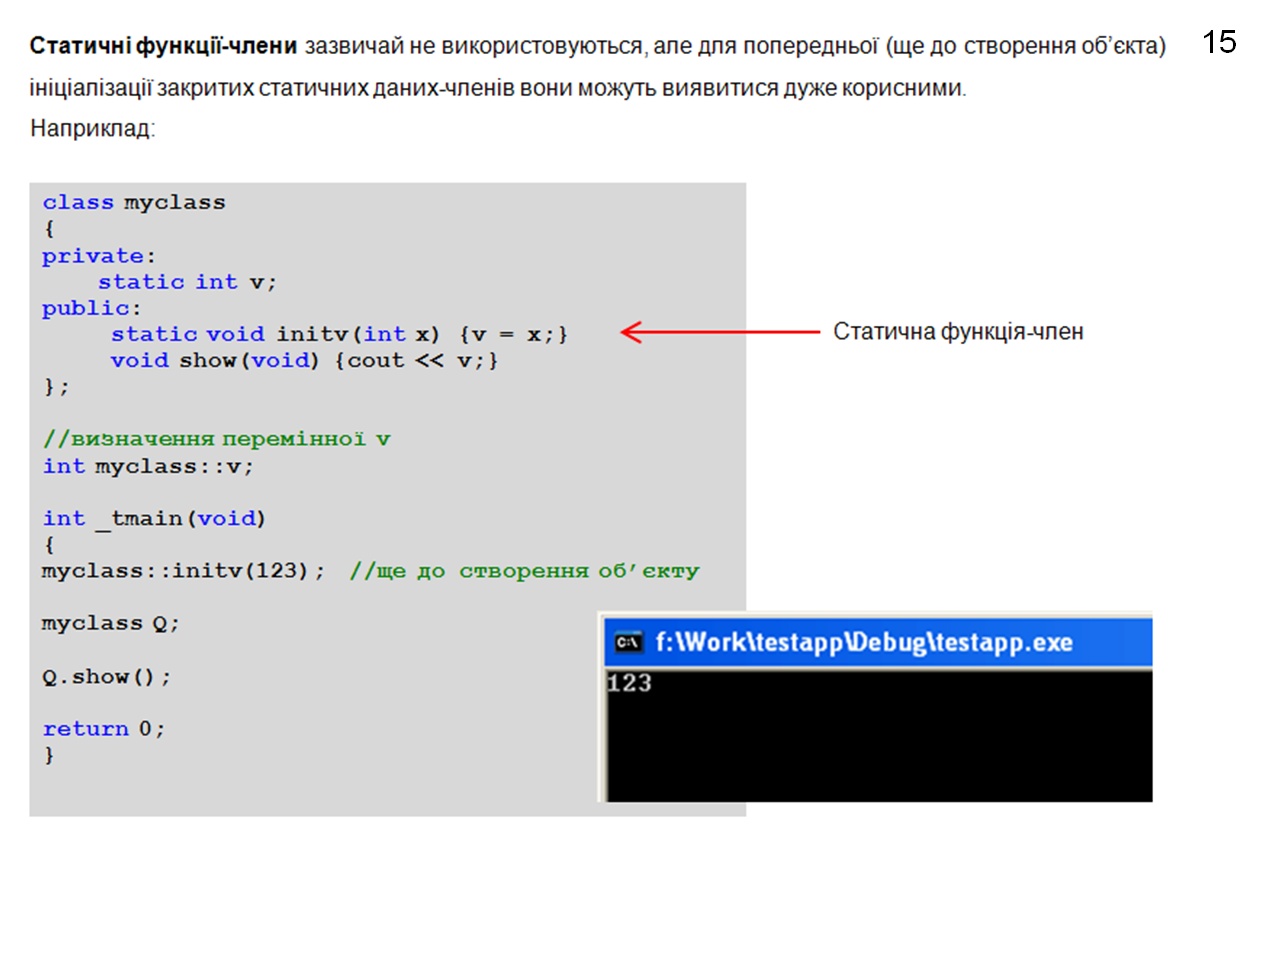 Статичні функції-члени зазвичай не використовуються, але для попередньої (ще до створення об’єкта)
15
ініціалізації закритих статичних даних-членів вони можуть виявитися дуже корисними.
Наприклад:
class myclass
{
private:
static int v;
public:
static void initv(int x) {v = x;}
Статична функція-член
void show(void) {cout << v;}
};
//визначення перемінної v
int myclass::v;
int _tmain(void)
{
myclass::initv(123); //ще до створення об’єкту
myclass Q;
Q.show();
return 0;
}
C:\ f:\Work\testapp\Debug\testapp.exe
123